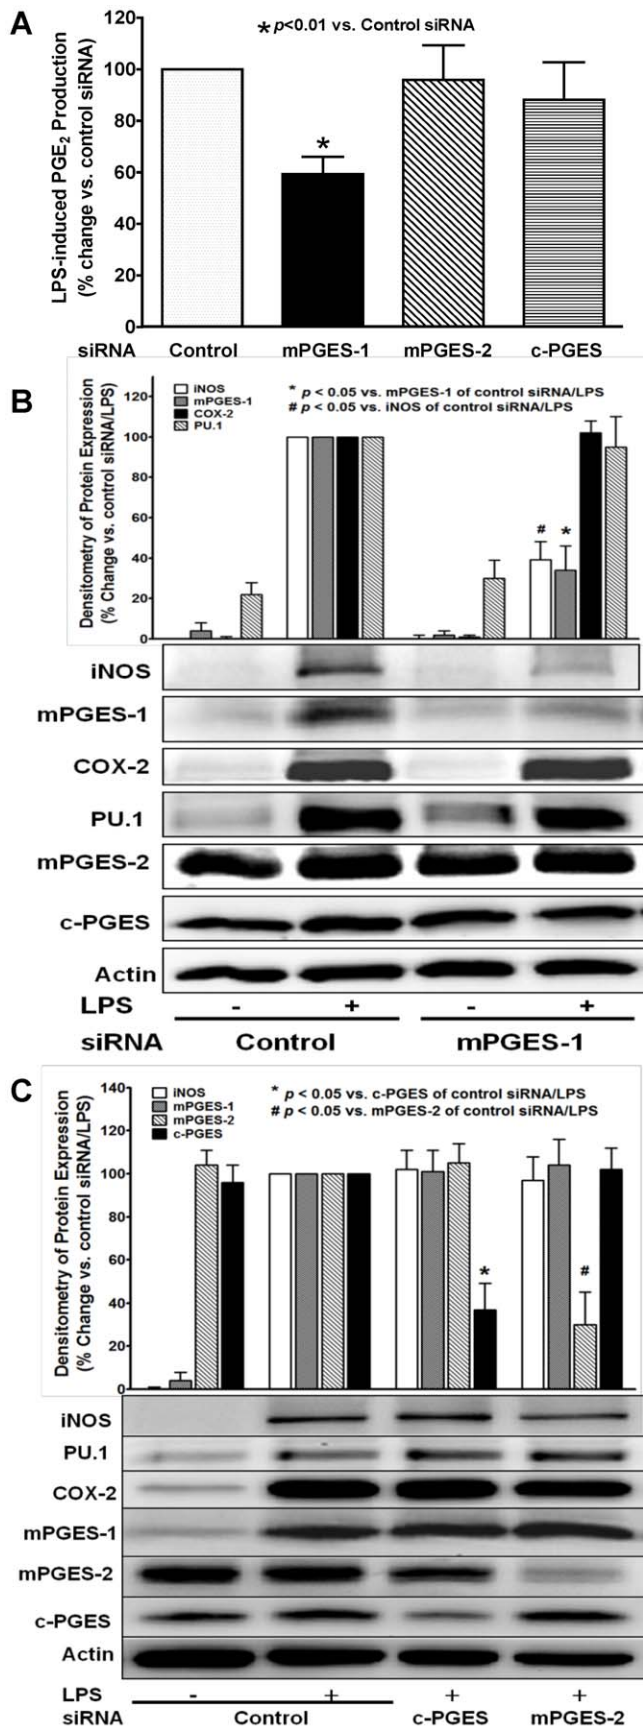 A
* p<0.01 vs. Control siRNA
LPS-induced PGE2 Production
(% change vs. control siRNA)
120
100
80
60
40
20
0
*
siRNA Control mPGES-1 mPGES-2 c-PGES
B
Densitometry of Protein Expression
(% Change vs. control siRNA/LPS)
120
100
80
60
40
20
0
iNOS
mPGES-1
COX-2
PU.1
* p < 0.05 vs. mPGES-1 of control siRNA/LPS
# p < 0.05 vs. iNOS of control siRNA/LPS
# *
iNOS
mPGES-1
COX-2
PU.1
mPGES-2
c-PGES
Actin
LPS - + - +
siRNA Control mPGES-1
C
Densitometry of Protein Expression
(% Change vs. control siRNA/LPS)
140
120
100
80
60
40
20
0
iNOS
mPGES-1
mPGES-2
c-PGES
* p < 0.05 vs. c-PGES of control siRNA/LPS
# p < 0.05 vs. mPGES-2 of control siRNA/LPS
* #
iNOS
PU.1
COX-2
mPGES-1
mPGES-2
c-PGES
Actin
LPS - + + +
siRNA Control c-PGES mPGES-2